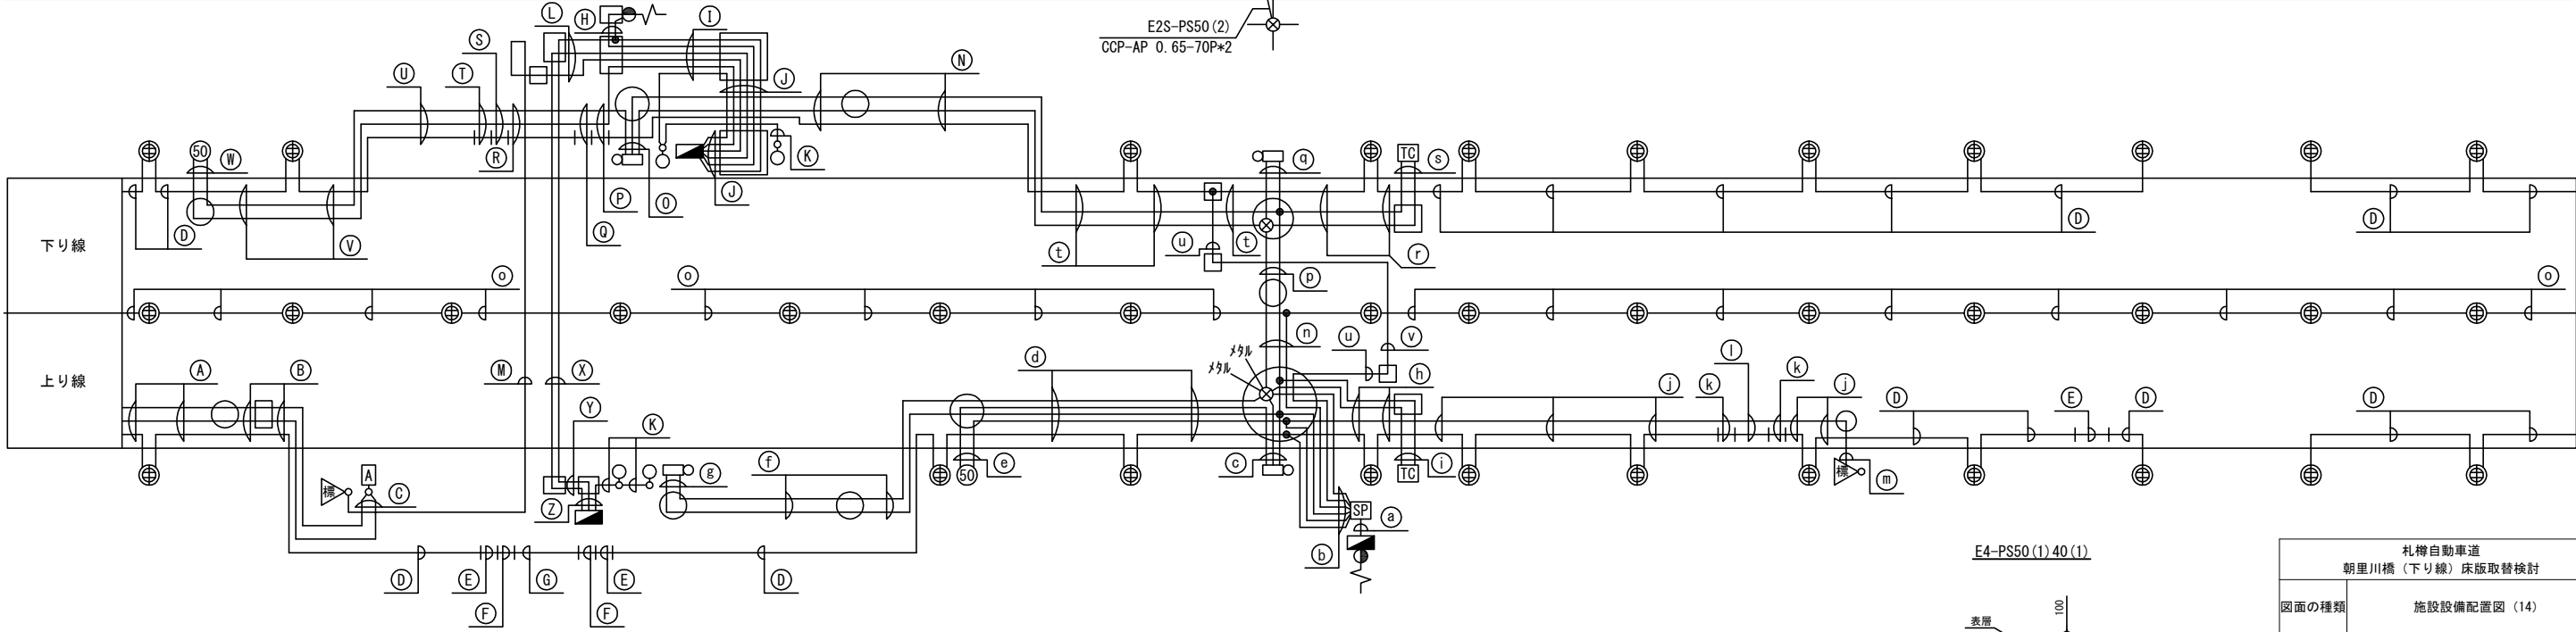 E2S-PS50(2)
CCP-AP 0.65-70P*2
L
H
I
S
J
N
U
T
R
P
O
J
K
Q
50
W
D
V
TC
q
s
u
t
t
r
D
D
下り線
o
o
o
p
n
u
v
メタル
メタル
上り線
A
B
M
X
d
h
l
k
k
j
j
D
E
D
D
Y
K
f
g
e
50
c
i
TC
標
A
C
標
m
Z
SP
a
b
D
E
G
E
D
F
F
E4-PS50(1)40(1)
表層
100
札樽自動車道
朝里川橋(下り線)床版取替検討
図面の種類
施設設備配置図(14)